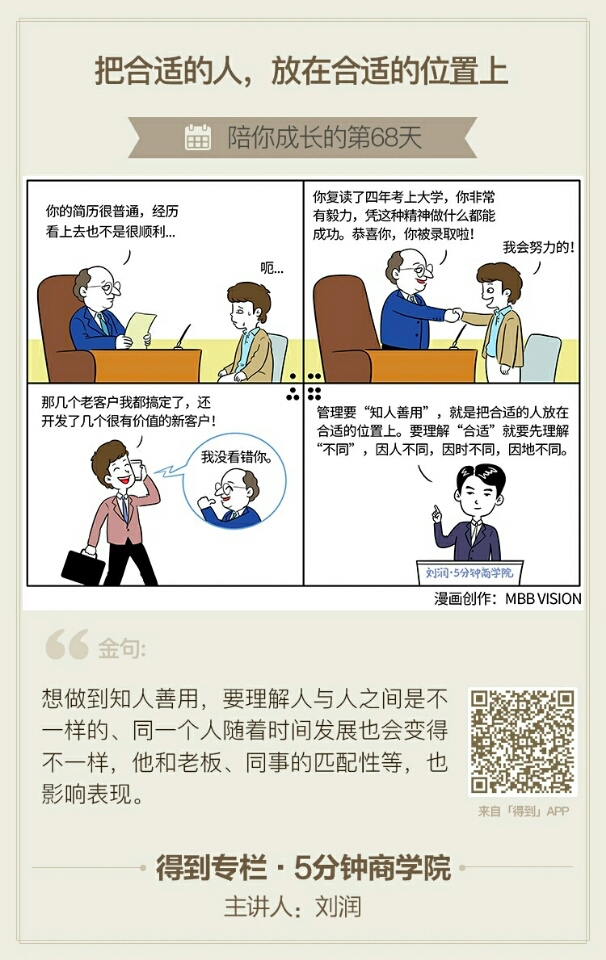 把合适的人，放在合适的位置上
陪你成长的第68天
你的简历很普通，经历
看上去也不是很顺利...
呃...
你复读了四年考上大学，你非常
有毅力，凭这种精神做什么都能
成功。恭喜你，你被录取啦！
我会努力的！
那几个老客户我都搞定了，还
开发了几个很有价值的新客户！
我没看错你。
管理要“知人善用”，就是把合适的人放在
合适的位置上。要理解“合适”就要先理解
“不同”，因人不同，因时不同，因地不同。
刘润·5分钟商学院
漫画创作：MBB VISION
金句:
想做到知人善用，要理解人与人之间是不
一样的、同一个人随着时间发展也会变得
不一样，他和老板、同事的匹配性等，也
影响表现。
来自「得到」APP
得到专栏·5分钟商学院
主讲人：刘润